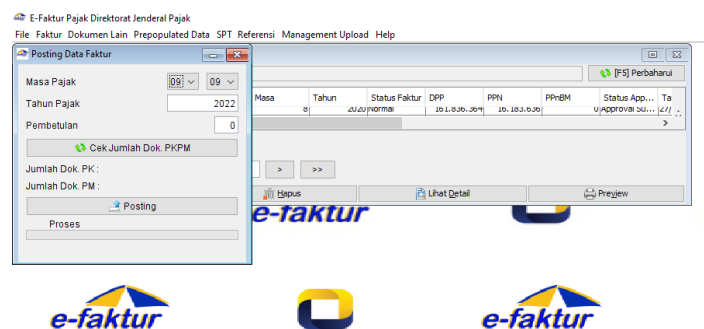 E-Faktur Pajak Direktorat Jenderal Pajak
File Faktur Dokumen Lain Prepopulated Data SPT Referensi Management Upload Help
Posting Data Faktur
[F5] Perbaharui
Masa Pajak 09 09
Tahun Pajak 2022
Pembetulan 0
Cek Jumlah Dok. PKPM
Jumlah Dok. PK :
Jumlah Dok. PM :
Posting
Proses
Masa Tahun Status Faktur DPP PPN PPnBM Status App... Ta
8 2020 Normal 161.836.364 16.183.636 0 Approval Su... 27/
> >>
Hapus Lihat Detail Preview
e-faktur
e-faktur e-faktur